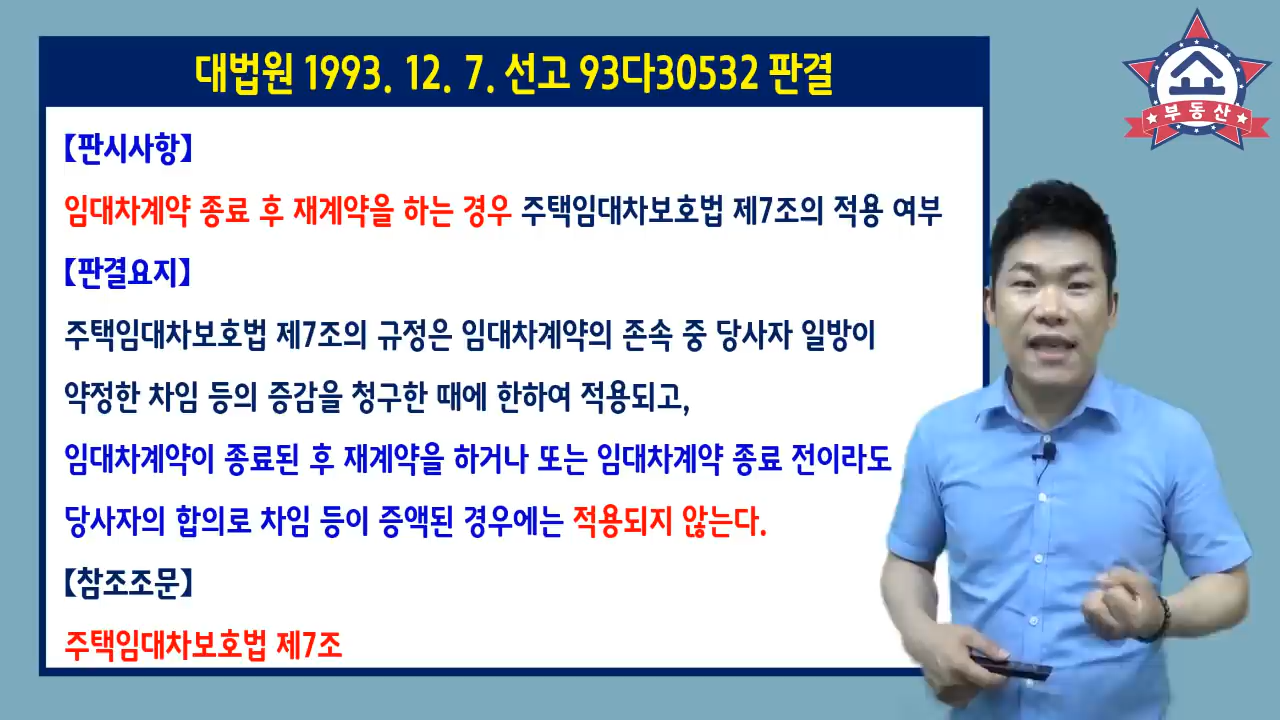 대법원 1993. 12. 7. 선고 93다30532 판결
【판시사항】
임대차계약 종료 후 재계약을 하는 경우 주택임대차보호법 제7조의 적용 여부
【판결요지】
주택임대차보호법 제7조의 규정은 임대차계약의 존속 중 당사자 일방이
약정한 차임 등의 증감을 청구한 때에 한하여 적용되고,
임대차계약이 종료된 후 재계약을 하거나 또는 임대차계약 종료 전이라도
당사자의 합의로 차임 등이 증액된 경우에는 적용되지 않는다.
【참조조문】
주택임대차보호법 제7조
부동산